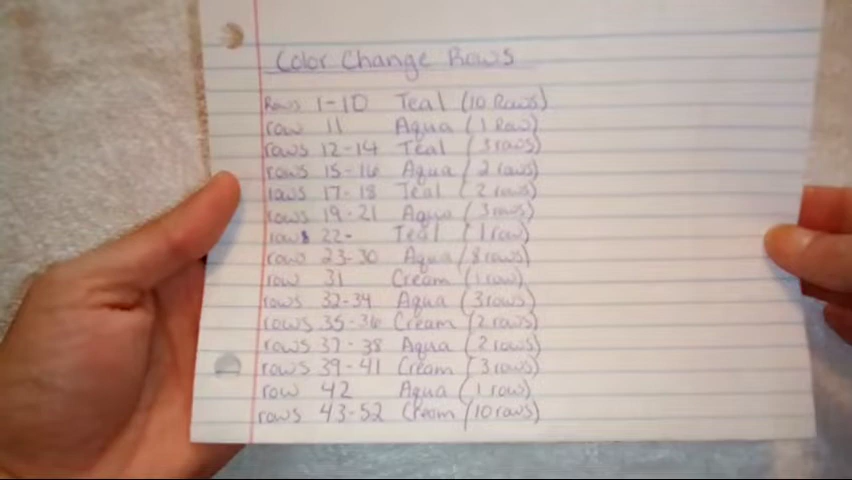 Color Change Rows
Rows 1-10 Teal (10 Rows)
row 11 Aqua (1 Row)
rows 12-14 Teal (3 rows)
rows 15-16 Aqua (2 rows)
rows 17-18 Teal (2 rows)
rows 19-21 Aqua (3 rows)
rows 22- Teal (1 row)
rows 23-30 Aqua (8 rows)
row 31 Cream (1 row)
rows 32-34 Aqua (3 rows)
rows 35-36 Cream (2 rows)
rows 37-38 Aqua (2 rows)
rows 39-41 Cream (3 rows)
row 42 Aqua (1 row)
rows 43-52 Cream (10 rows)